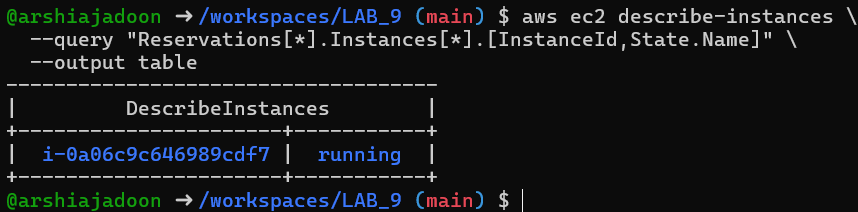 @arshiajadoon ➜ /workspaces/LAB_9 (main) $ aws ec2 describe-instances \
  --query "Reservations[*].Instances[*].[InstanceId,State.Name]" \
  --output table
-------------------------------------
|         DescribeInstances         |
+----------------------+------------+
|  i-0a06c9c646989cdf7 |  running   |
+----------------------+------------+
@arshiajadoon ➜ /workspaces/LAB_9 (main) $